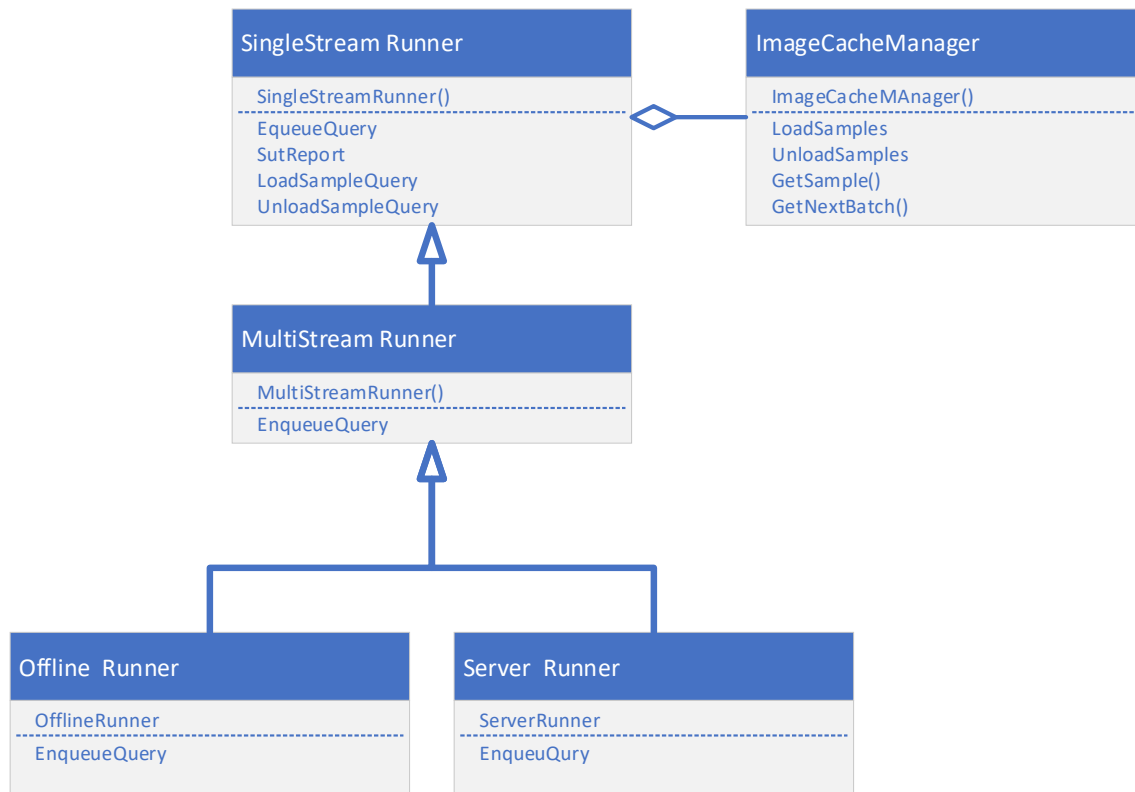 SingleStream Runner
SingleStreamRunner()
EqueueQuery
SutReport
LoadSampleQuery
UnloadSampleQuery
ImageCacheManager
ImageCacheMAnager()
LoadSamples
UnloadSamples
GetSample()
GetNextBatch()
MultiStream Runner
MultiStreamRunner()
EnqueueQuery
Offline  Runner
OfflineRunner
EnqueueQuery
Server  Runner
ServerRunner
EnqueuQury